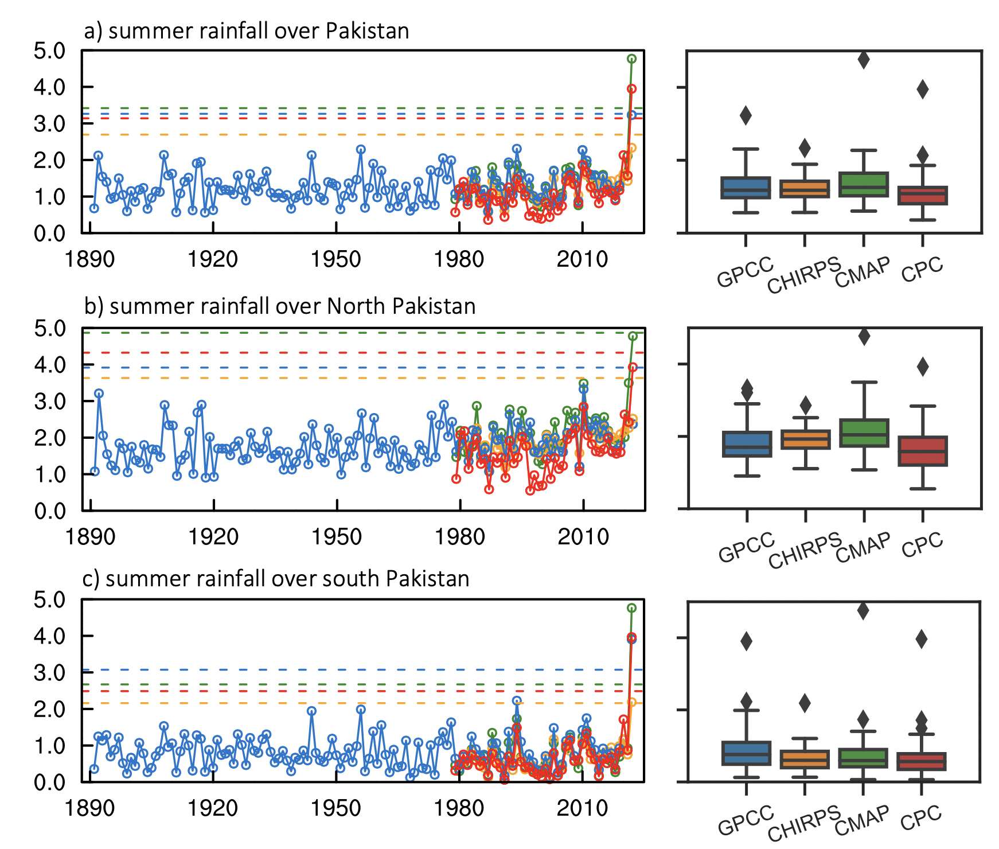 a) summer rainfall over Pakistan
5.0
4.0
3.0
2.0
1.0
0.0
1890 1920 1950 1980 2010
GPCC CHIRPS CMAP CPC
b) summer rainfall over North Pakistan
5.0
4.0
3.0
2.0
1.0
0.0
1890 1920 1950 1980 2010
GPCC CHIRPS CMAP CPC
c) summer rainfall over south Pakistan
5.0
4.0
3.0
2.0
1.0
0.0
1890 1920 1950 1980 2010
GPCC CHIRPS CMAP CPC